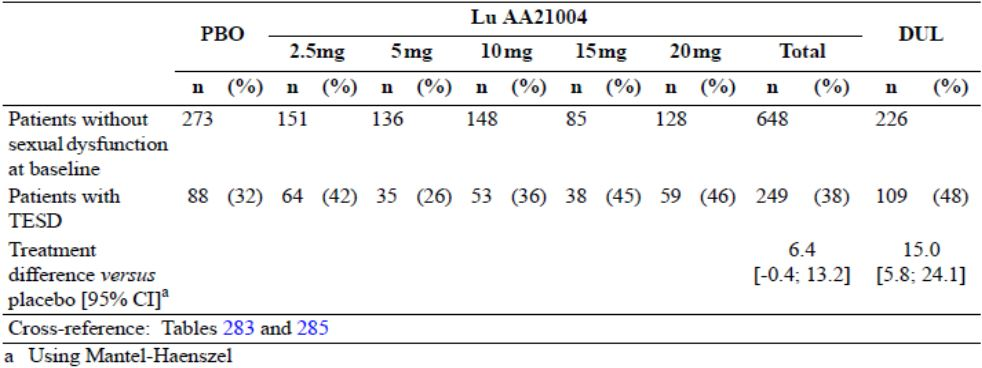 PBO Lu AA21004 DUL
2.5mg 5mg 10mg 15mg 20mg Total
n (%) n (%) n (%) n (%) n (%) n (%) n (%) n (%)
Patients without 273 151 136 148 85 128 648 226
sexual dysfunction
at baseline
Patients with 88 (32) 64 (42) 35 (26) 53 (36) 38 (45) 59 (46) 249 (38) 109 (48)
TESD
Treatment 6.4 15.0
difference versus [-0.4; 13.2] [5.8; 24.1]
placebo [95% CI]a
Cross-reference: Tables 283 and 285
a Using Mantel-Haenszel